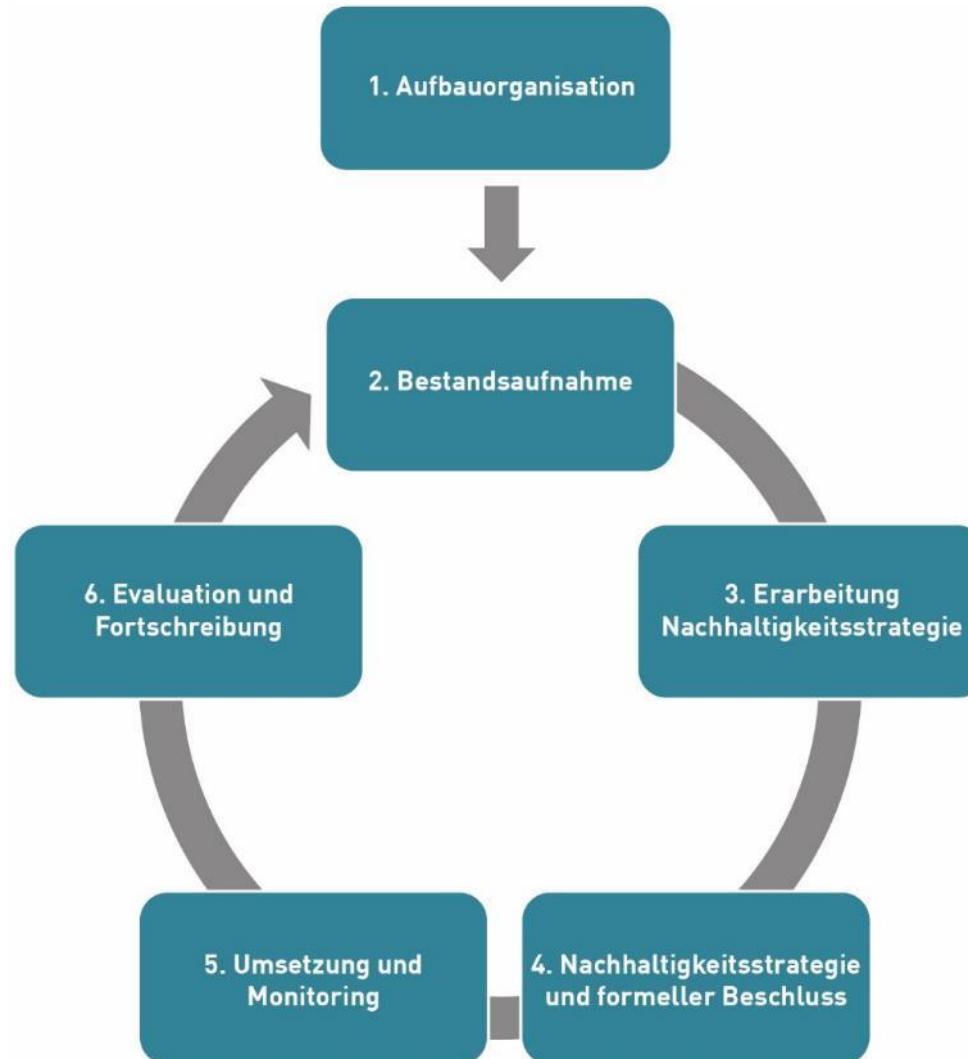 1. Aufbauorganisation
2. Bestandsaufnahme
3. Erarbeitung
Nachhaltigkeitsstrategie
4. Nachhaltigkeitsstrategie
und formeller Beschluss
5. Umsetzung und
Monitoring
6. Evaluation und
Fortschreibung